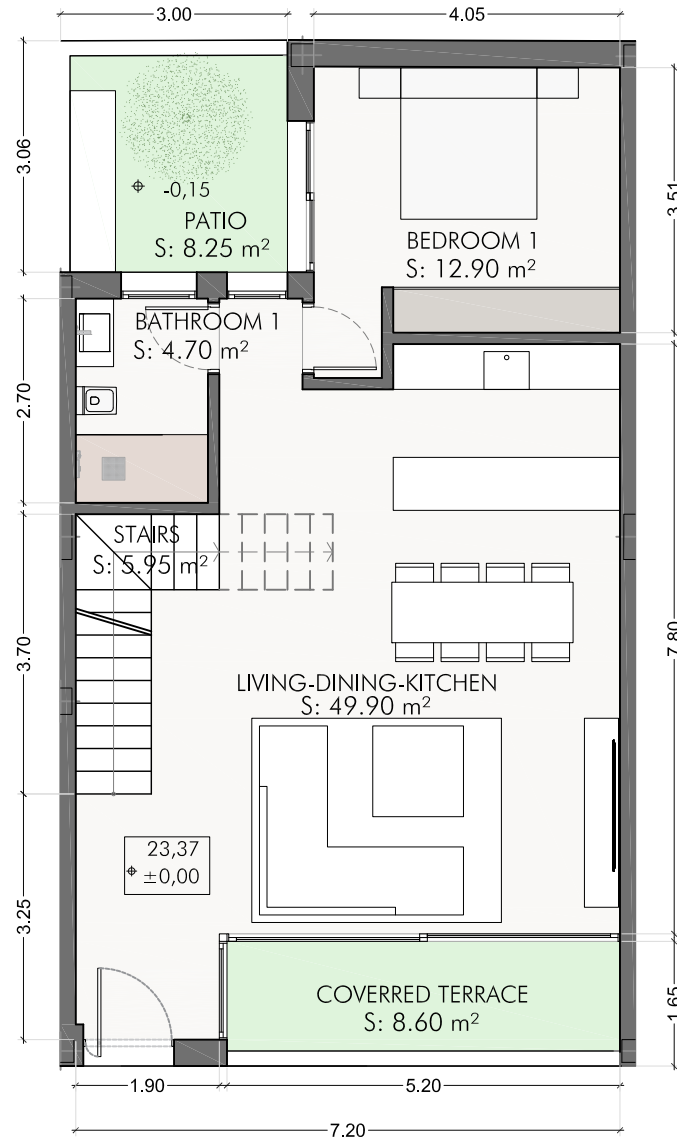 3.00
4.05
3.06
3.51
-0,15
PATIO
S: 8.25 m²
BEDROOM 1
S: 12.90 m²
BATHROOM 1
S: 4.70 m²
2.70
STAIRS
S: 5.95 m²
3.70
7.80
LIVING-DINING-KITCHEN
S: 49.90 m²
23,37
±0,00
3.25
COVERRED TERRACE
S: 8.60 m²
1.65
1.90
5.20
7.20